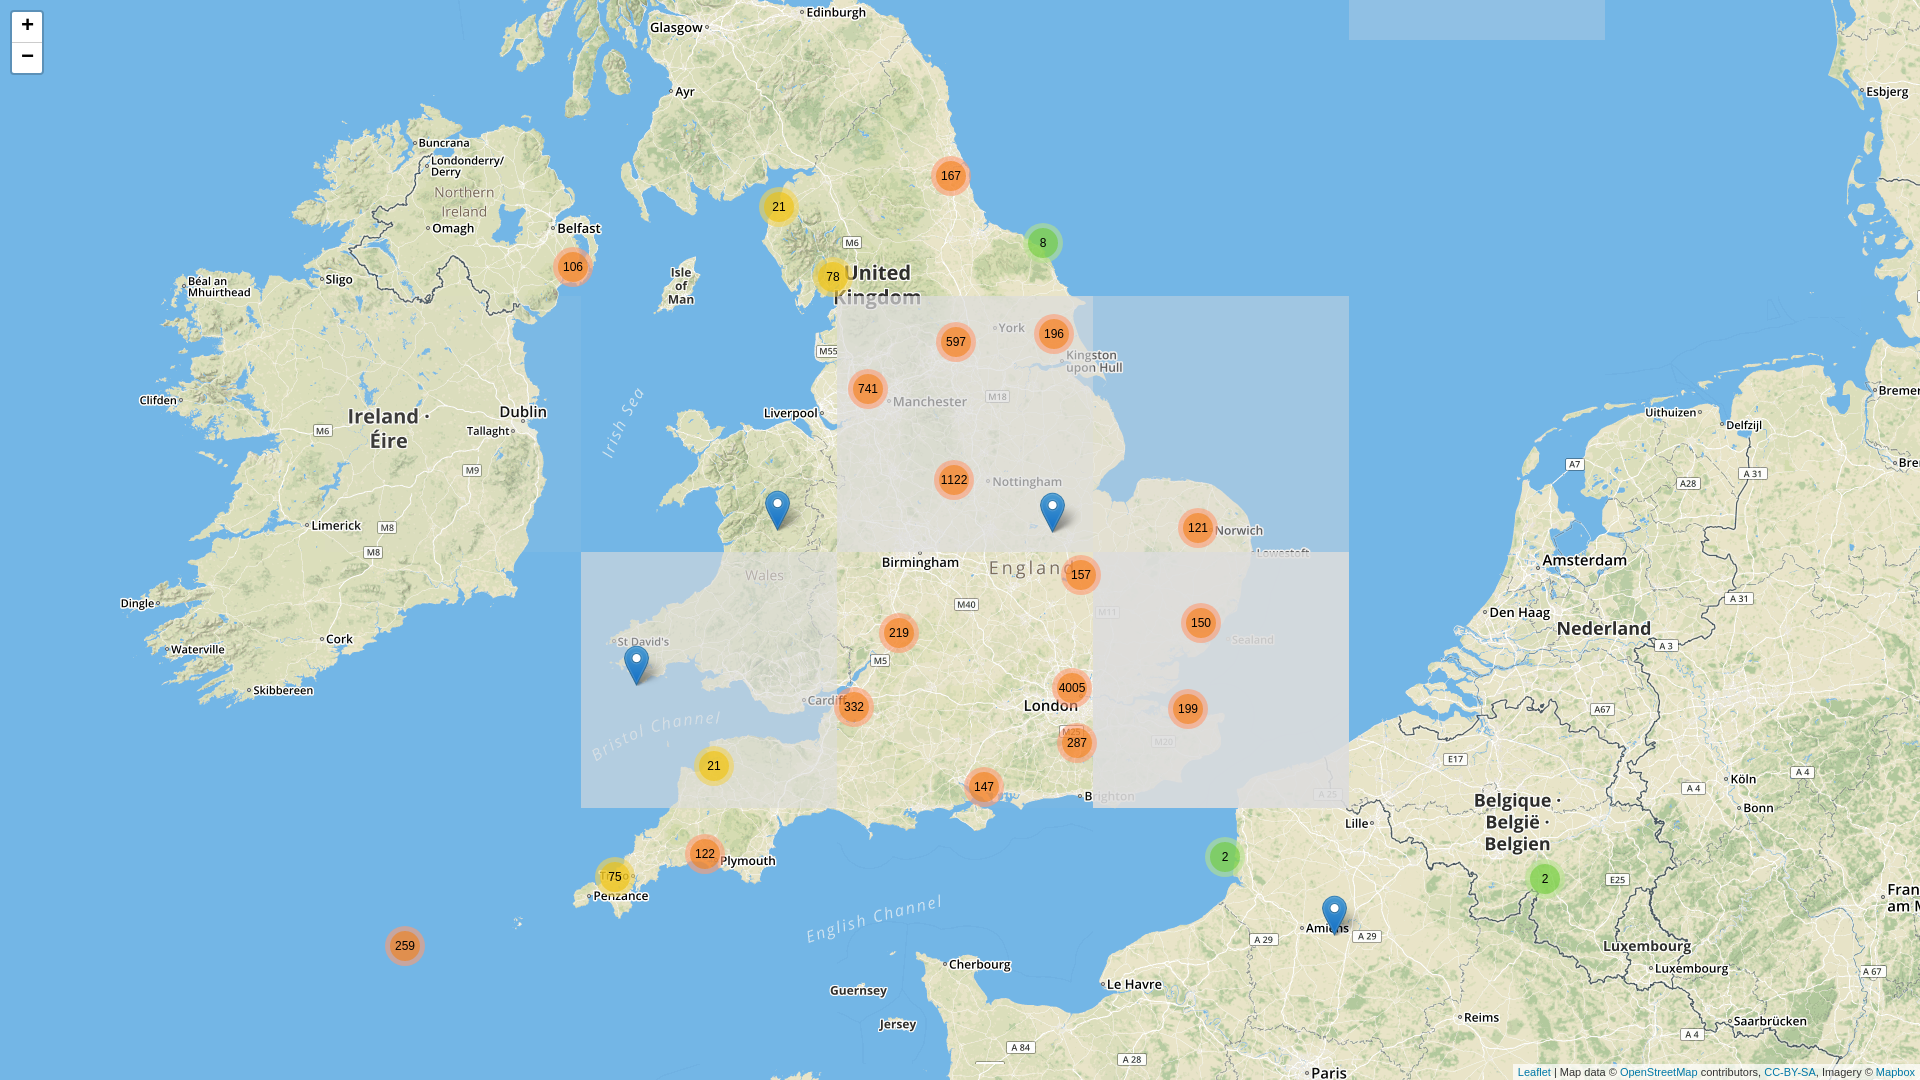 +
−
Edinburgh
Glasgow
Ayr
Esbjerg
Buncrana
Londonderry/
Derry
Northern
Ireland
Omagh
Belfast
167
21
8
M6
106
78
United
Kingdom
Isle
of
Man
Sligo
Béal an
Mhuirthead
M55
597
York
196
Kingston
upon Hull
741
Manchester
M18
Liverpool
Irish Sea
Clifden
Ireland ·
Éire
Dublin
Tallaght
M6
M9
Uithuizen
Delfzijl
A7
A 31
A28
1122
Nottingham
121
Norwich
Lowestoft
Limerick
M8
M8
Birmingham
England
157
Wales
M40
M11
Amsterdam
Den Haag
A 31
Nederland
A 3
Dingle
Cork
Waterville
Skibbereen
St David's
219
M5
150
Sealand
Cardiff
332
4005
London
199
M25
287
M20
Bristol Channel
A67
E17
21
147
Brighton
A 25
Köln
A 4
A 4
Bonn
Belgique ·
België ·
Belgien
Lille
122
Plymouth
75
Penzance
2
2
E25
English Channel
259
Amiens
A 29
A 29
Luxembourg
Luxembourg
A 67
Cherbourg
Le Havre
Guernsey
Jersey
Reims
Saarbrücken
A 84
A 28
A 4
Paris
Leaflet | Map data © OpenStreetMap contributors, CC-BY-SA, Imagery © Mapbox